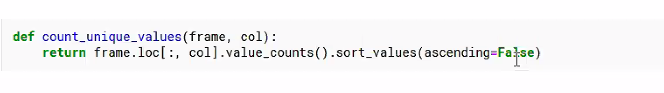 def count_unique_values(frame, col):
    return frame.loc[:, col].value_counts().sort_values(ascending=False)